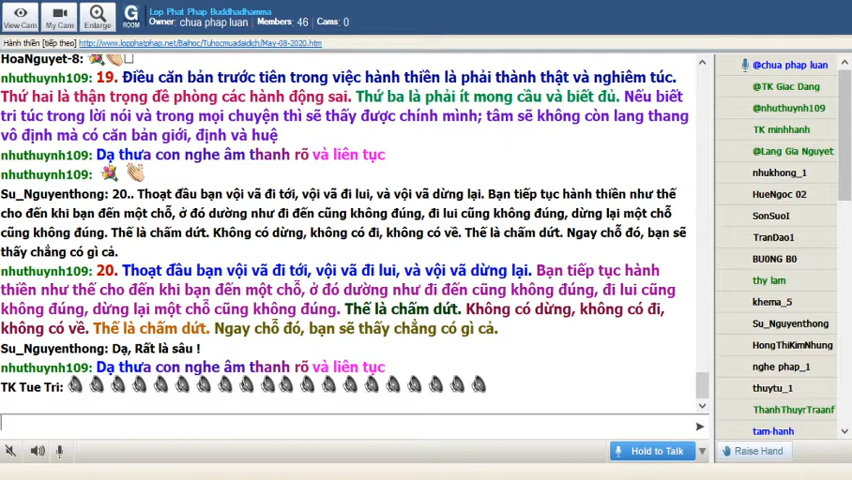 View Cam
My Cam
Enlarge
G
ROOM
Lop Phat Phap Buddhadhamma
Owner: chua phap luan Members: 46 Cams: 0
Hành thiền [tiếp theo] http://www.lopphatphap.net/Baihoc/Tuhocmuadaidich/May-08-2020.htm
HoaNguyet-8:
nhuthuynh109: 19. Điều căn bản trước tiên trong việc hành thiền là phải thành thật và nghiêm túc.
Thứ hai là thận trọng đề phòng các hành động sai. Thứ ba là phải ít mong cầu và biết đủ. Nếu biết
tri túc trong lời nói và trong mọi chuyện thì sẽ thấy được chính mình; tâm sẽ không còn lang thang
vô định mà có căn bản giới, định và huệ
nhuthuynh109: Dạ thưa con nghe âm thanh rõ và liên tục
nhuthuynh109:
Su_Nguyenthong: 20.. Thoạt đầu bạn vội vã đi tới, vội vã đi lui, và vội vã dừng lại. Bạn tiếp tục hành thiền như thế
cho đến khi bạn đến một chỗ, ở đó dường như đi đến cũng không đúng, đi lui cũng không đúng, dừng lại một chỗ
cũng không đúng. Thế là chấm dứt. Không có dừng, không có đi, không có về. Thế là chấm dứt. Ngay chỗ đó, bạn sẽ
thấy chẳng có gì cả.
nhuthuynh109: 20. Thoạt đầu bạn vội vã đi tới, vội vã đi lui, và vội vã dừng lại. Bạn tiếp tục hành
thiền như thế cho đến khi bạn đến một chỗ, ở đó dường như đi đến cũng không đúng, đi lui cũng
không đúng, dừng lại một chỗ cũng không đúng. Thế là chấm dứt. Không có dừng, không có đi,
không có về. Thế là chấm dứt. Ngay chỗ đó, bạn sẽ thấy chẳng có gì cả.
Su_Nguyenthong: Dạ, Rất là sâu !
nhuthuynh109: Dạ thưa con nghe âm thanh rõ và liên tục
TK Tue Tri:
@chua phap luan
@TK Giac Dang
@nhuthuynh109
TK minhhanh
@Lang Gia Nguyet
nhukhong_1
HueNgoc 02
SonSuoI
TranDao1
BU0NG B0
thy lam
khema_5
Su_Nguyenthong
HongThiKimNhung
nghe phap_1
thuytu_1
ThanhThuyrTraanf
tam-hanh
Hold to Talk
Raise Hand